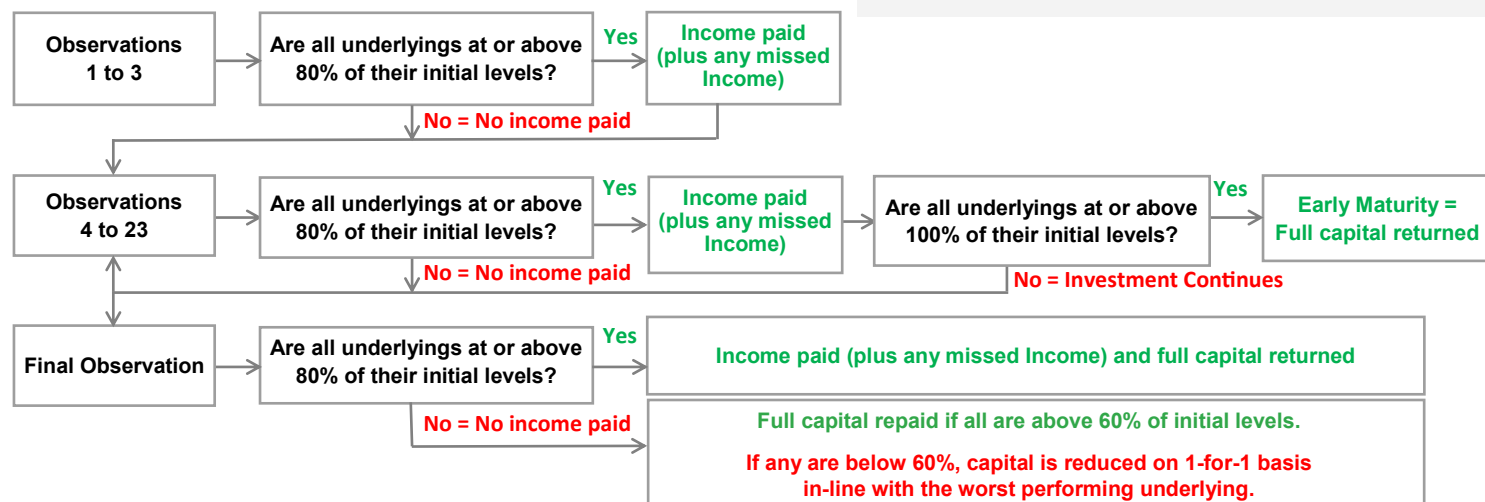 Observations
1 to 3
Are all underlyings at or above
80% of their initial levels?
Yes
Income paid
(plus any missed
Income)
No = No income paid
Observations
4 to 23
Are all underlyings at or above
80% of their initial levels?
Yes
Income paid
(plus any missed
Income)
Are all underlyings at or above
100% of their initial levels?
Yes
Early Maturity =
Full capital returned
No = No income paid
No = Investment Continues
Final Observation
Are all underlyings at or above
80% of their initial levels?
Yes
Income paid (plus any missed Income) and full capital returned
No = No income paid
Full capital repaid if all are above 60% of initial levels.
If any are below 60%, capital is reduced on 1-for-1 basis
in-line with the worst performing underlying.